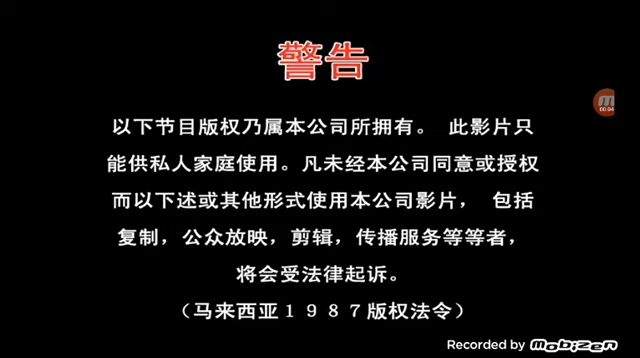 警告
以下节目版权乃属本公司所拥有。 此影片只
能供私人家庭使用。凡未经本公司同意或授权
而以下述或其他形式使用本公司影片， 包括
复制，公众放映，剪辑，传播服务等等者，
将会受法律起诉。
（马来西亚１９８７版权法令）
00:04
Recorded by mobizen